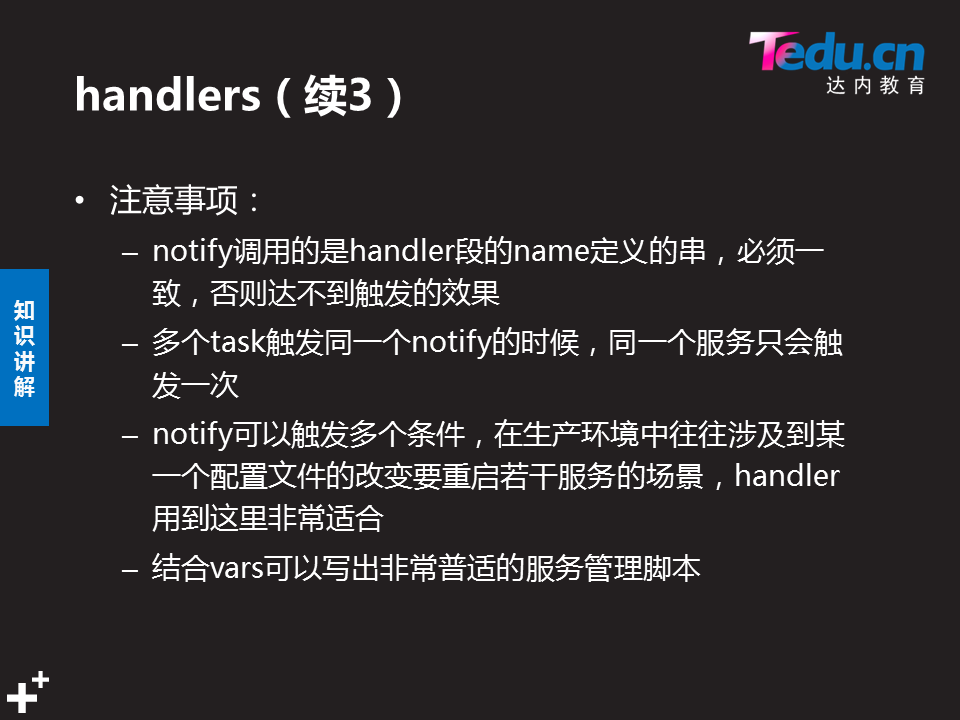 Tedu.cn
达内教育
handlers（续3）
• 注意事项：
– notify调用的是handler段的name定义的串，必须一
致，否则达不到触发的效果
– 多个task触发同一个notify的时候，同一个服务只会触
发一次
– notify可以触发多个条件，在生产环境中往往涉及到某
一个配置文件的改变要重启若干服务的场景，handler
用到这里非常适合
– 结合vars可以写出非常普适的服务管理脚本
知
识
讲
解